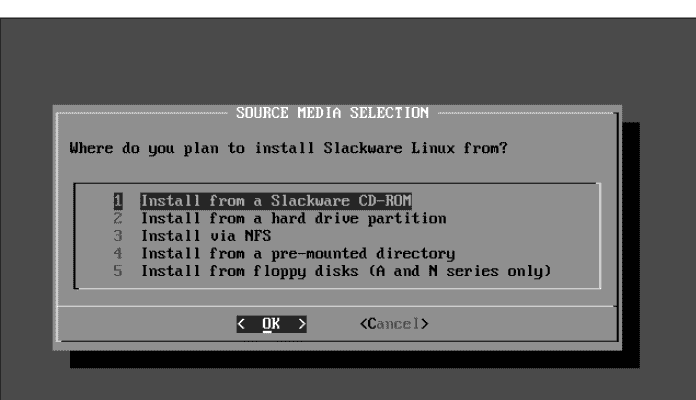 SOURCE MEDIA SELECTION
Where do you plan to install Slackware Linux from?
1 Install from a Slackware CD-ROM
2 Install from a hard drive partition
3 Install via NFS
4 Install from a pre-mounted directory
5 Install from floppy disks (A and N series only)
< OK > <Cancel>